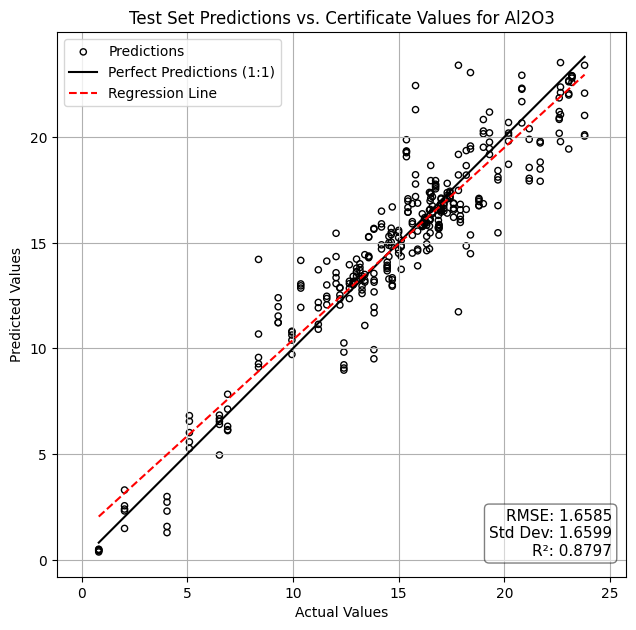 Test Set Predictions vs. Certificate Values for Al2O3
Predictions
Perfect Predictions (1:1)
Regression Line
Predicted Values
20
15
10
5
0
RMSE: 1.6585
Std Dev: 1.6599
R²: 0.8797
0 5 10 15 20 25
Actual Values